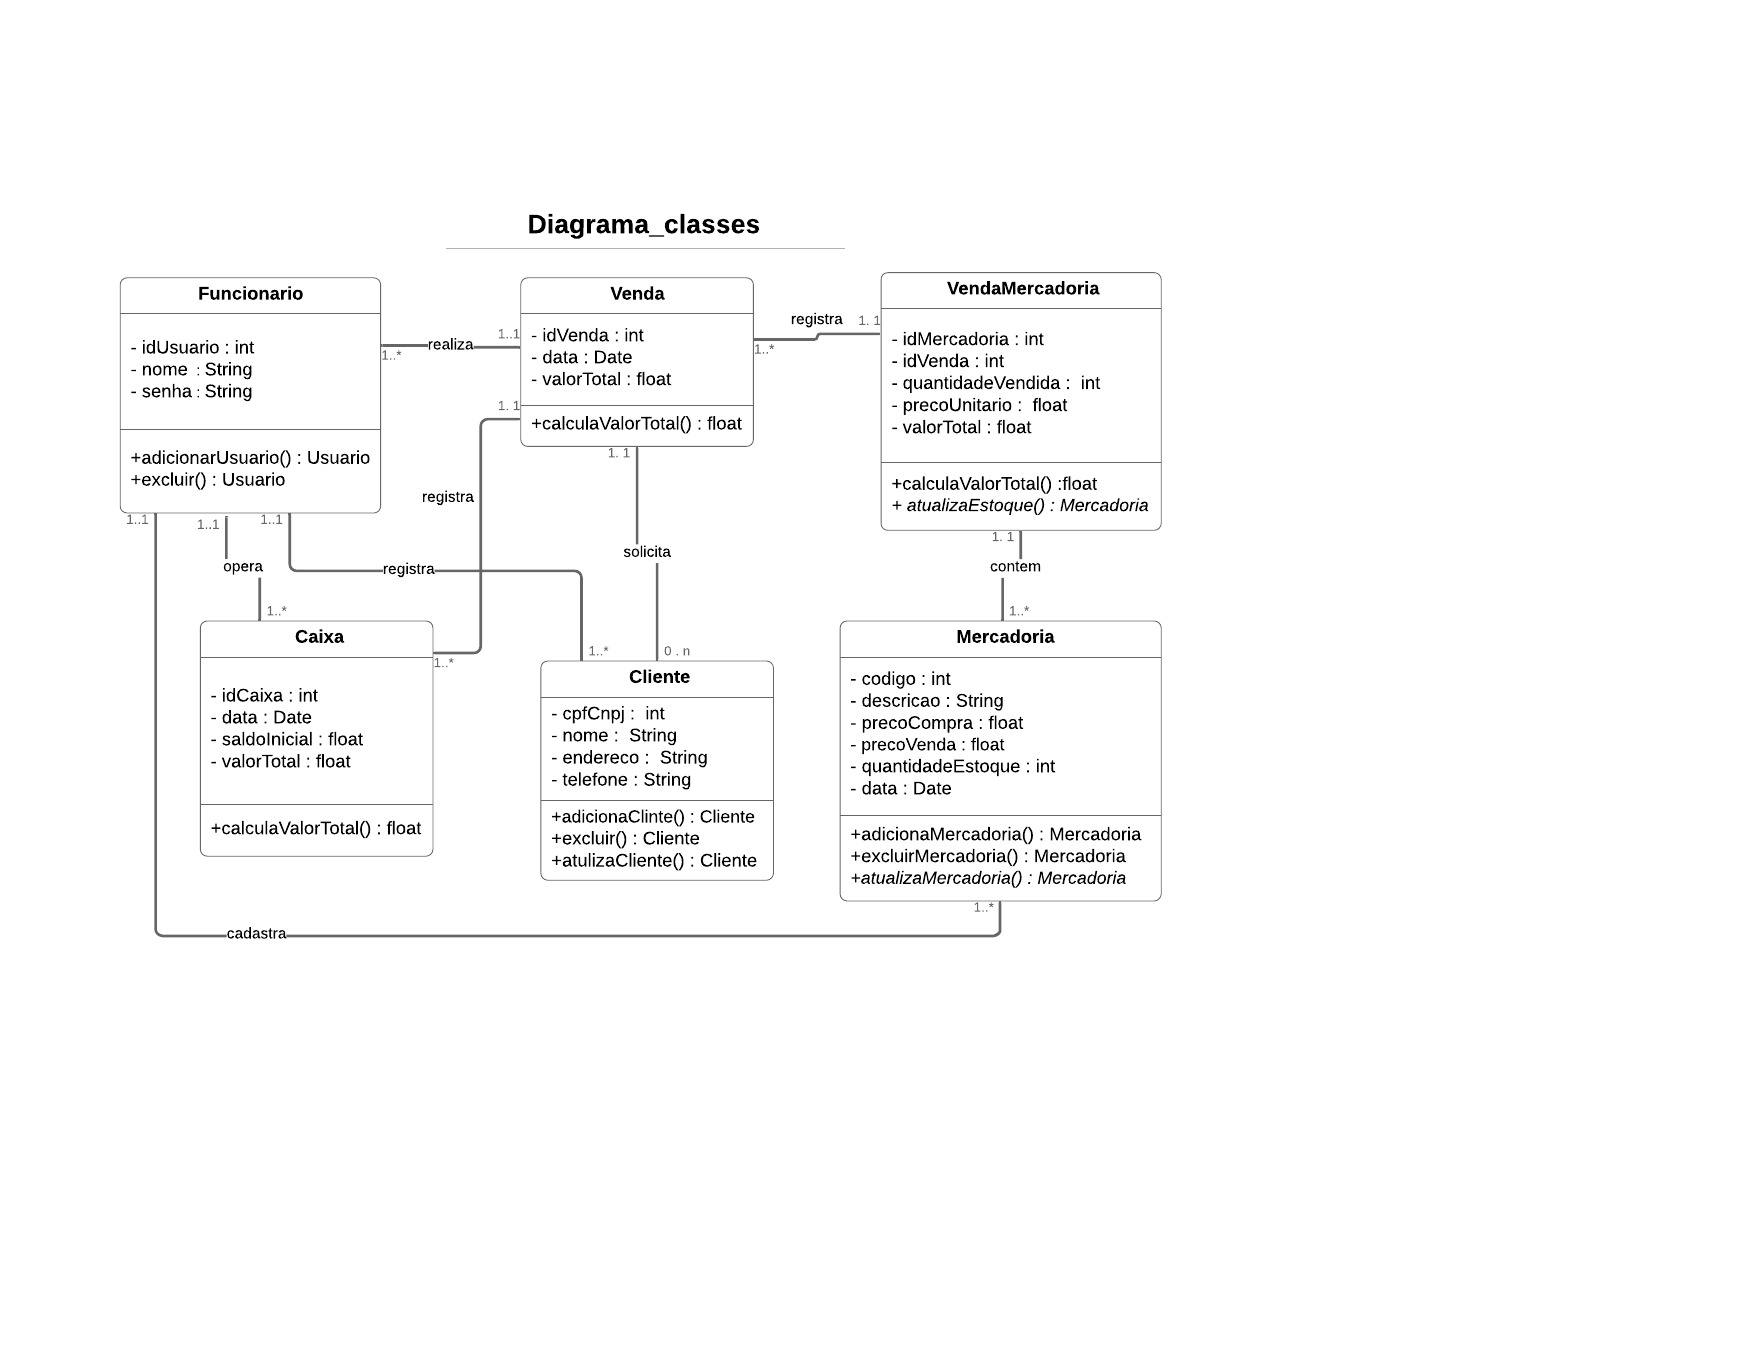 Diagrama_classes
Funcionario
- idUsuario : int
- nome : String
- senha : String
+adicionarUsuario() : Usuario
+excluir() : Usuario
1..*
realiza
1..1
Venda
- idVenda : int
- data : Date
- valorTotal : float
+calculaValorTotal() : float
registra
1. 1
1..*
VendaMercadoria
- idMercadoria : int
- idVenda : int
- quantidadeVendida : int
- precoUnitario : float
- valorTotal : float
+calculaValorTotal() :float
+ atualizaEstoque() : Mercadoria
1. 1
registra
1..*
1. 1
solicita
0 . n
1..1
1..1
1..1
opera
1..*
registra
1..*
1. 1
contem
1..*
Caixa
- idCaixa : int
- data : Date
- saldoInicial : float
- valorTotal : float
+calculaValorTotal() : float
Cliente
- cpfCnpj : int
- nome : String
- endereco : String
- telefone : String
+adicionaClinte() : Cliente
+excluir() : Cliente
+atulizaCliente() : Cliente
Mercadoria
- codigo : int
- descricao : String
- precoCompra : float
- precoVenda : float
- quantidadeEstoque : int
- data : Date
+adicionaMercadoria() : Mercadoria
+excluirMercadoria() : Mercadoria
+atualizaMercadoria() : Mercadoria
1..*
cadastra